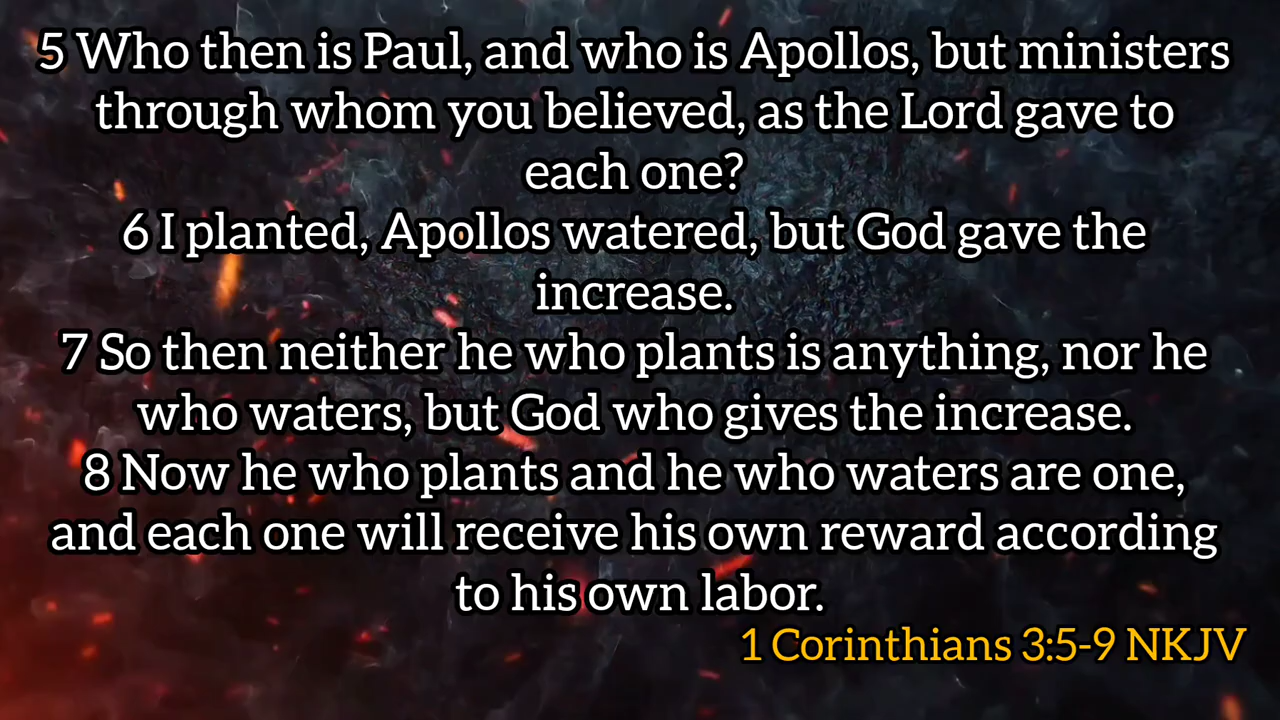 5 Who then is Paul, and who is Apollos, but ministers
through whom you believed, as the Lord gave to
each one?
6 I planted, Apollos watered, but God gave the
increase.
7 So then neither he who plants is anything, nor he
who waters, but God who gives the increase.
8 Now he who plants and he who waters are one,
and each one will receive his own reward according
to his own labor.
1 Corinthians 3:5-9 NKJV